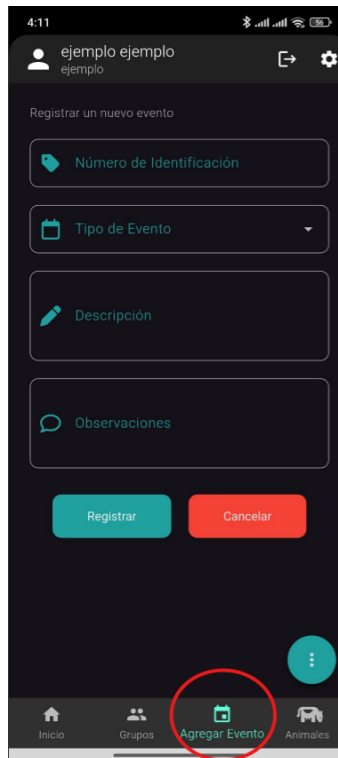 4:11
56
ejemplo ejemplo
ejemplo
Registrar un nuevo evento
Número de Identificación
Tipo de Evento
Descripción
Observaciones
Registrar Cancelar
Inicio Grupos Agregar Evento Animales